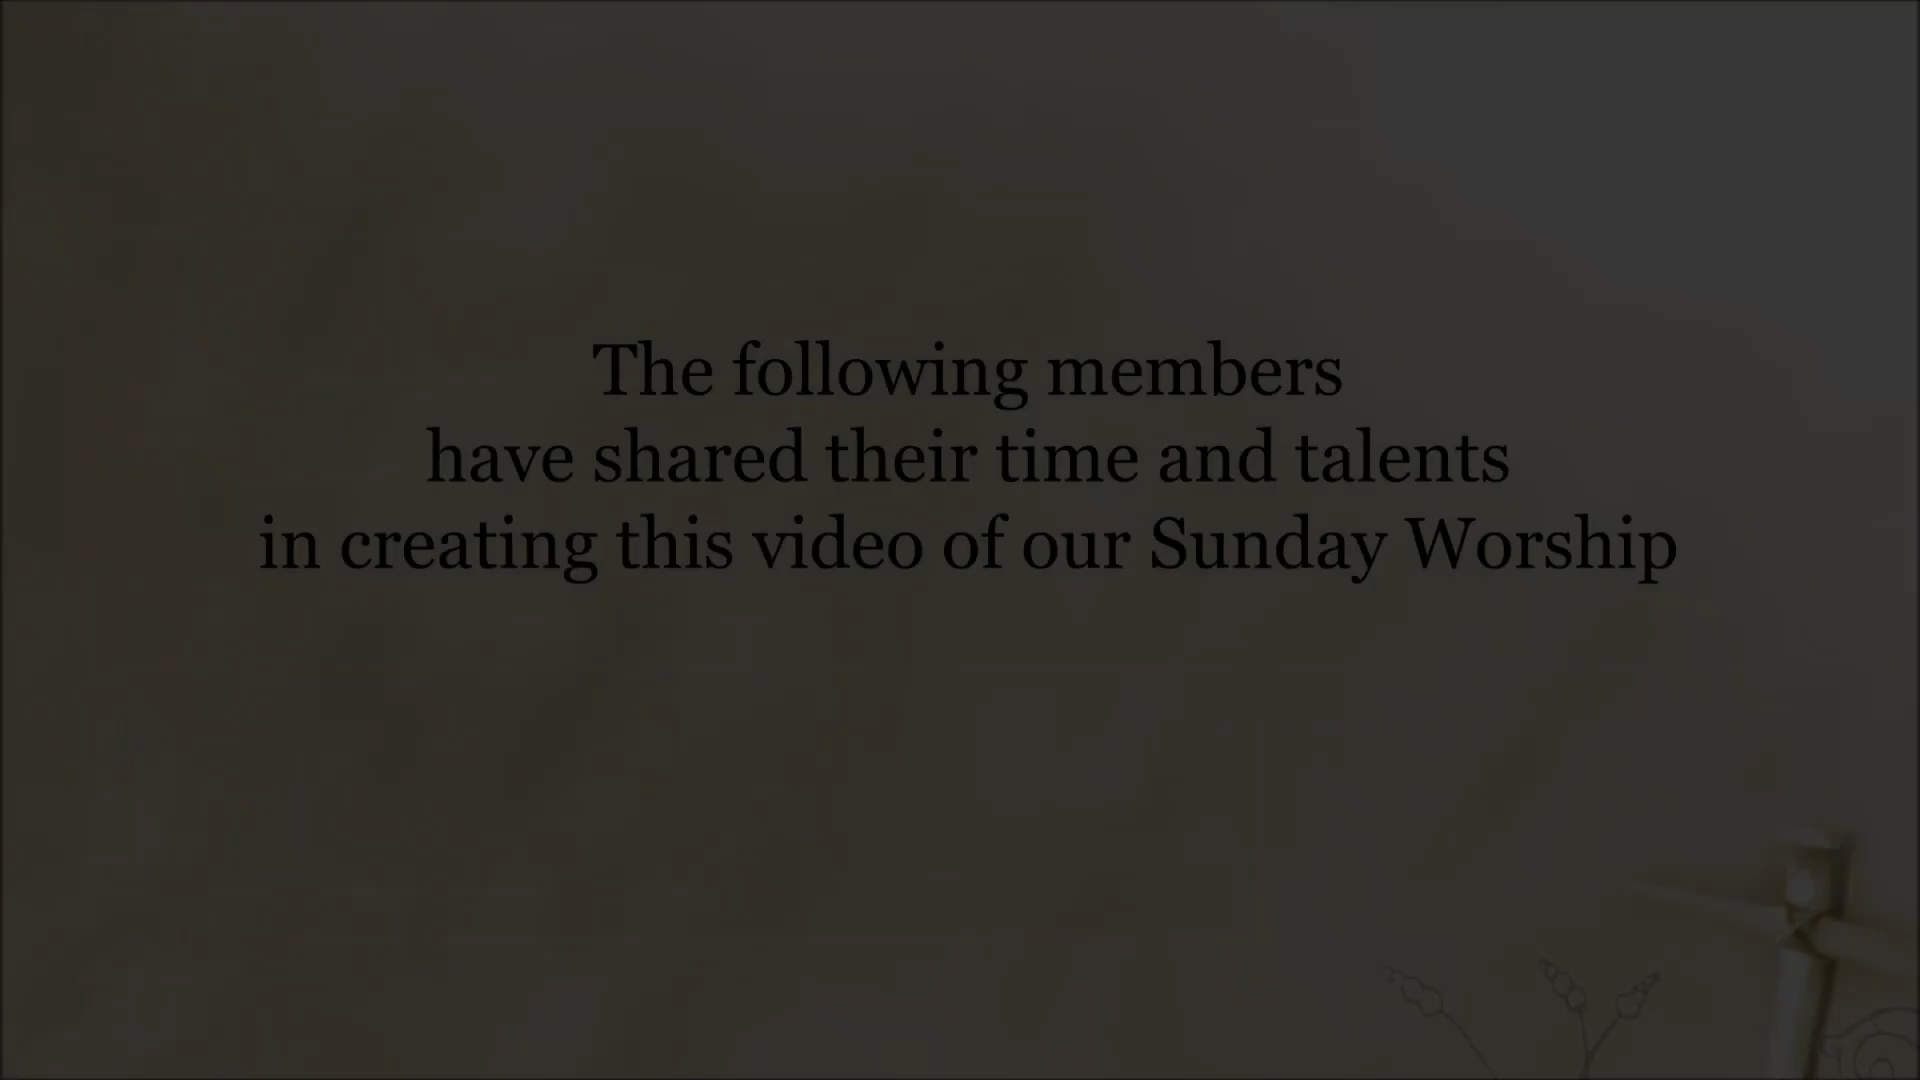 The following members
have shared their time and talents
in creating this video of our Sunday Worship